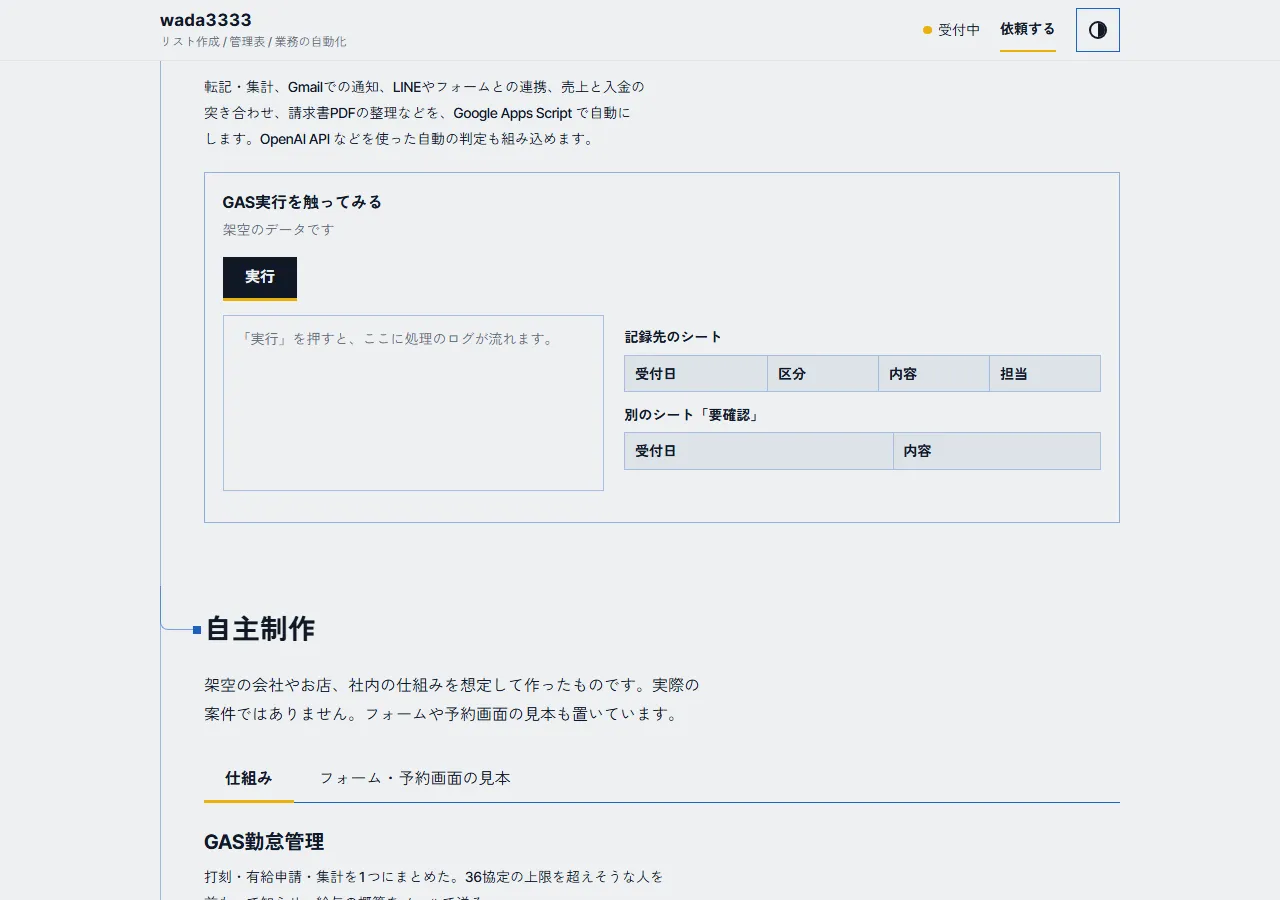 wada3333
リスト作成 / 管理表 / 業務の自動化
受付中
依頼する
転記・集計、Gmailでの通知、LINEやフォームとの連携、売上と入金の
突き合わせ、請求書PDFの整理などを、Google Apps Script で自動に
します。OpenAI API などを使った自動の判定も組み込めます。
GAS実行を触ってみる
架空のデータです
実行
「実行」を押すと、ここに処理のログが流れます。
記録先のシート
受付日 区分 内容 担当
別のシート「要確認」
受付日 内容
自主制作
架空の会社やお店、社内の仕組みを想定して作ったものです。実際の
案件ではありません。フォームや予約画面の見本も置いています。
仕組み
フォーム・予約画面の見本
GAS勤怠管理
打刻・有給申請・集計を1つにまとめた。36協定の上限を超えそうな人を